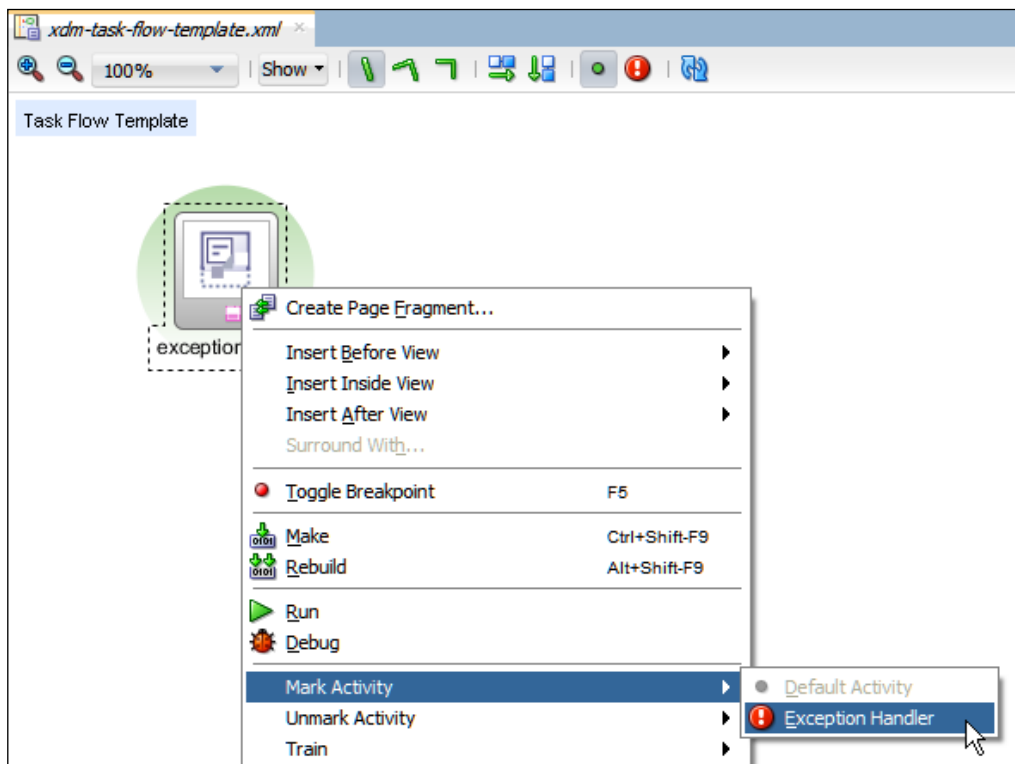 xdm-task-flow-template.xml
100% Show
Task Flow Template
exception
Create Page Fragment...
Insert Before View
Insert Inside View
Insert After View
Surround With...
Toggle Breakpoint F5
Make Ctrl+Shift-F9
Rebuild Alt+Shift-F9
Run
Debug
Mark Activity
Default Activity
Unmark Activity
Exception Handler
Train